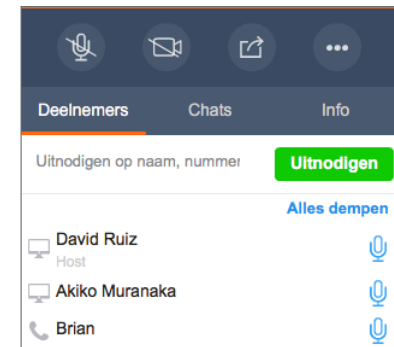 Deelnemers Chats Info
Uitnodigen op naam, nummer Uitnodigen
Alles dempen
David Ruiz
Host
Akiko Muranaka
Brian